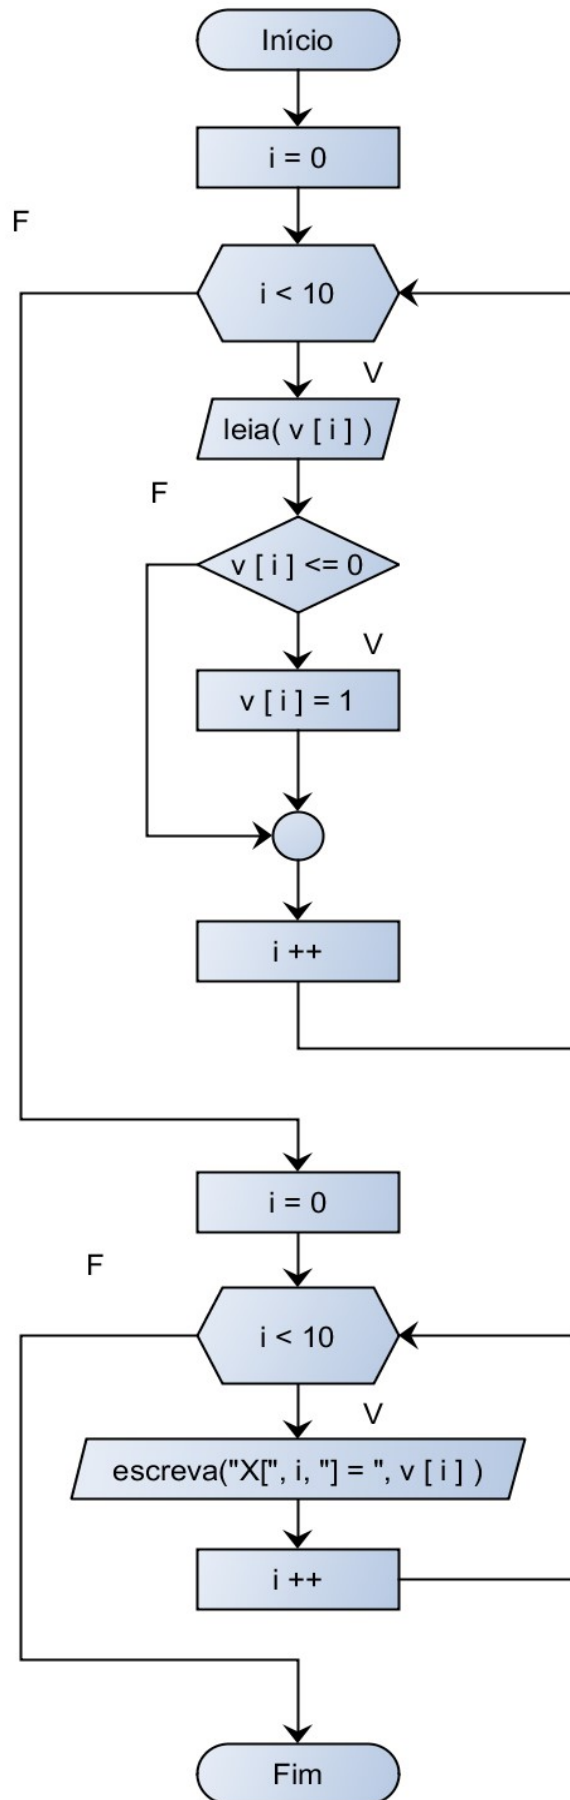 Início
i = 0
F
i < 10
V
leia( v [ i ] )
F
v [ i ] <= 0
V
v [ i ] = 1
i ++
i = 0
F
i < 10
V
escreva("X[", i, "] = ", v [ i ] )
i ++
Fim